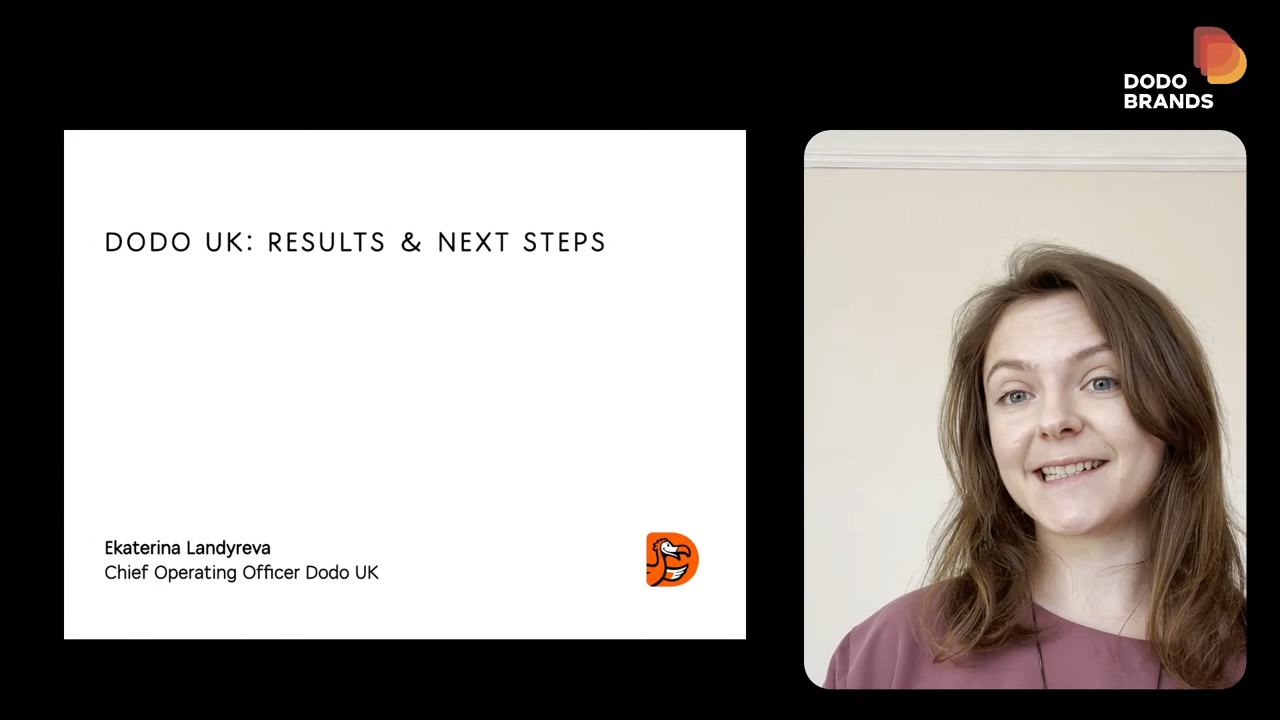 DODO
BRANDS
DODO UK: RESULTS & NEXT STEPS
Ekaterina Landyreva
Chief Operating Officer Dodo UK